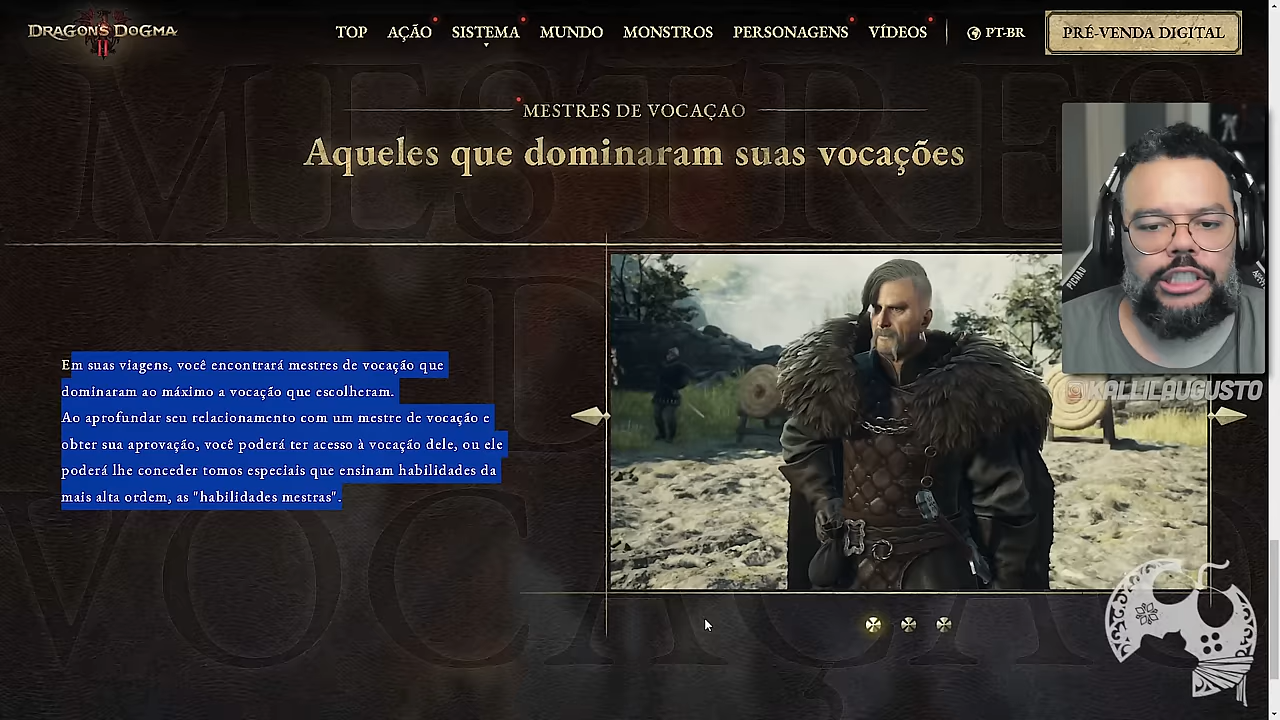 DRAGON'S DOGMA
II
TOP AÇÃO SISTEMA MUNDO MONSTROS PERSONAGENS VÍDEOS PT-BR PRÉ-VENDA DIGITAL
MESTRES DE VOCAÇAO
Aqueles que dominaram suas vocações
Em suas viagens, você encontrará mestres de vocação que
dominaram ao máximo a vocação que escolheram.
Ao aprofundar seu relacionamento com um mestre de vocação e
obter sua aprovação, você poderá ter acesso à vocação dele, ou ele
poderá lhe conceder tomos especiais que ensinam habilidades da
mais alta ordem, as "habilidades mestras".
PICHAU
@KALLILAUGUSTO